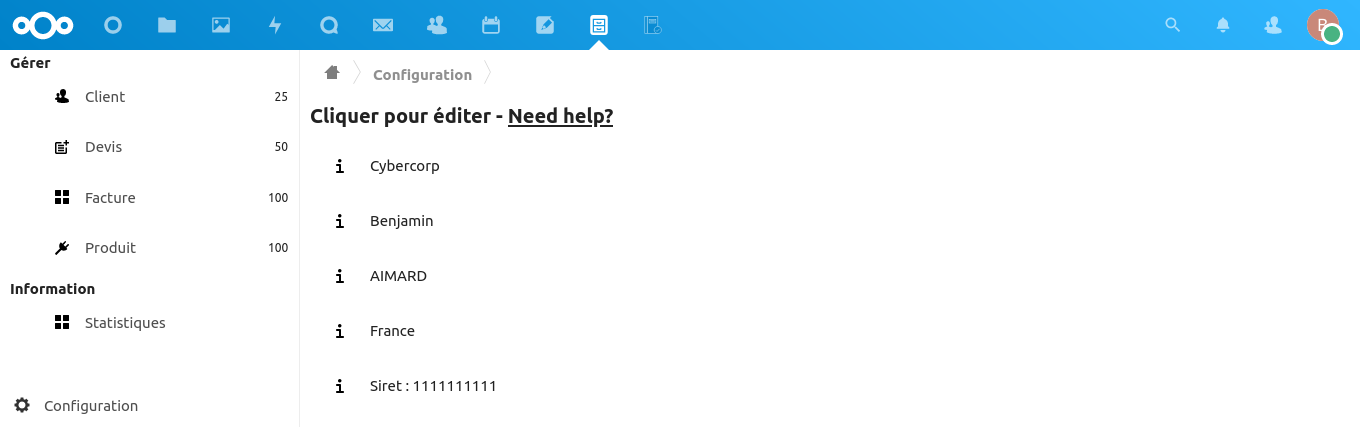 B
Gérer
Client 25
Devis 50
Facture 100
Produit 100
Information
Statistiques
Configuration
Configuration
Cliquer pour éditer - Need help?
Cybercorp
Benjamin
AIMARD
France
Siret : 1111111111